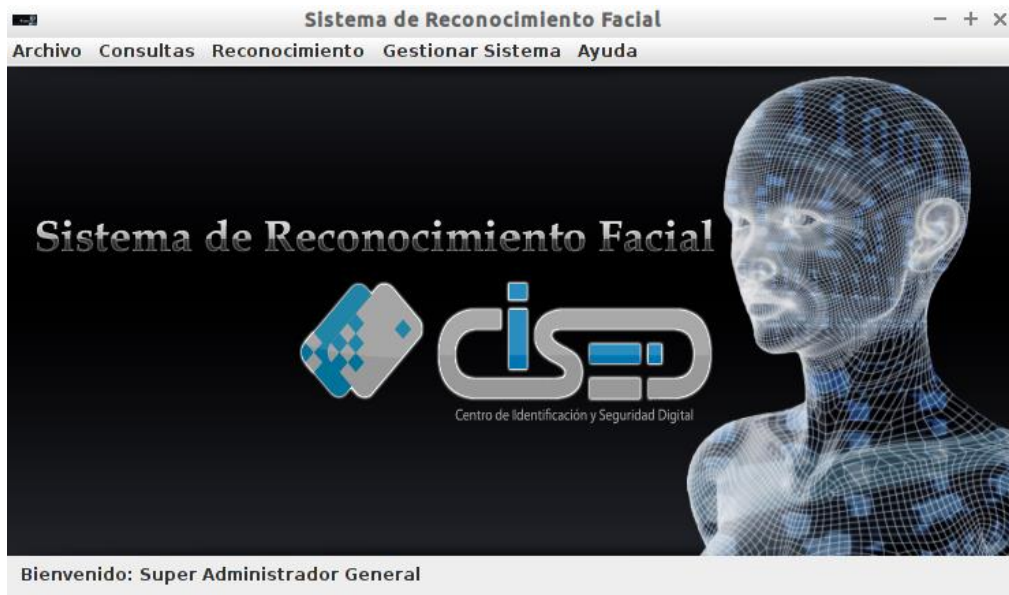 Sistema de Reconocimiento Facial
Archivo Consultas Reconocimiento Gestionar Sistema Ayuda
Sistema de Reconocimiento Facial
CISED
Centro de Identificación y Seguridad Digital
Bienvenido: Super Administrador General